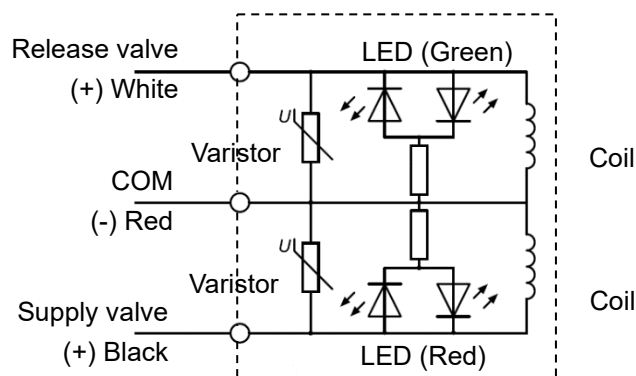 Release valve
(+) White
LED (Green)
U
Varistor
Coil
COM
(-) Red
U
Varistor
Coil
Supply valve
(+) Black
LED (Red)